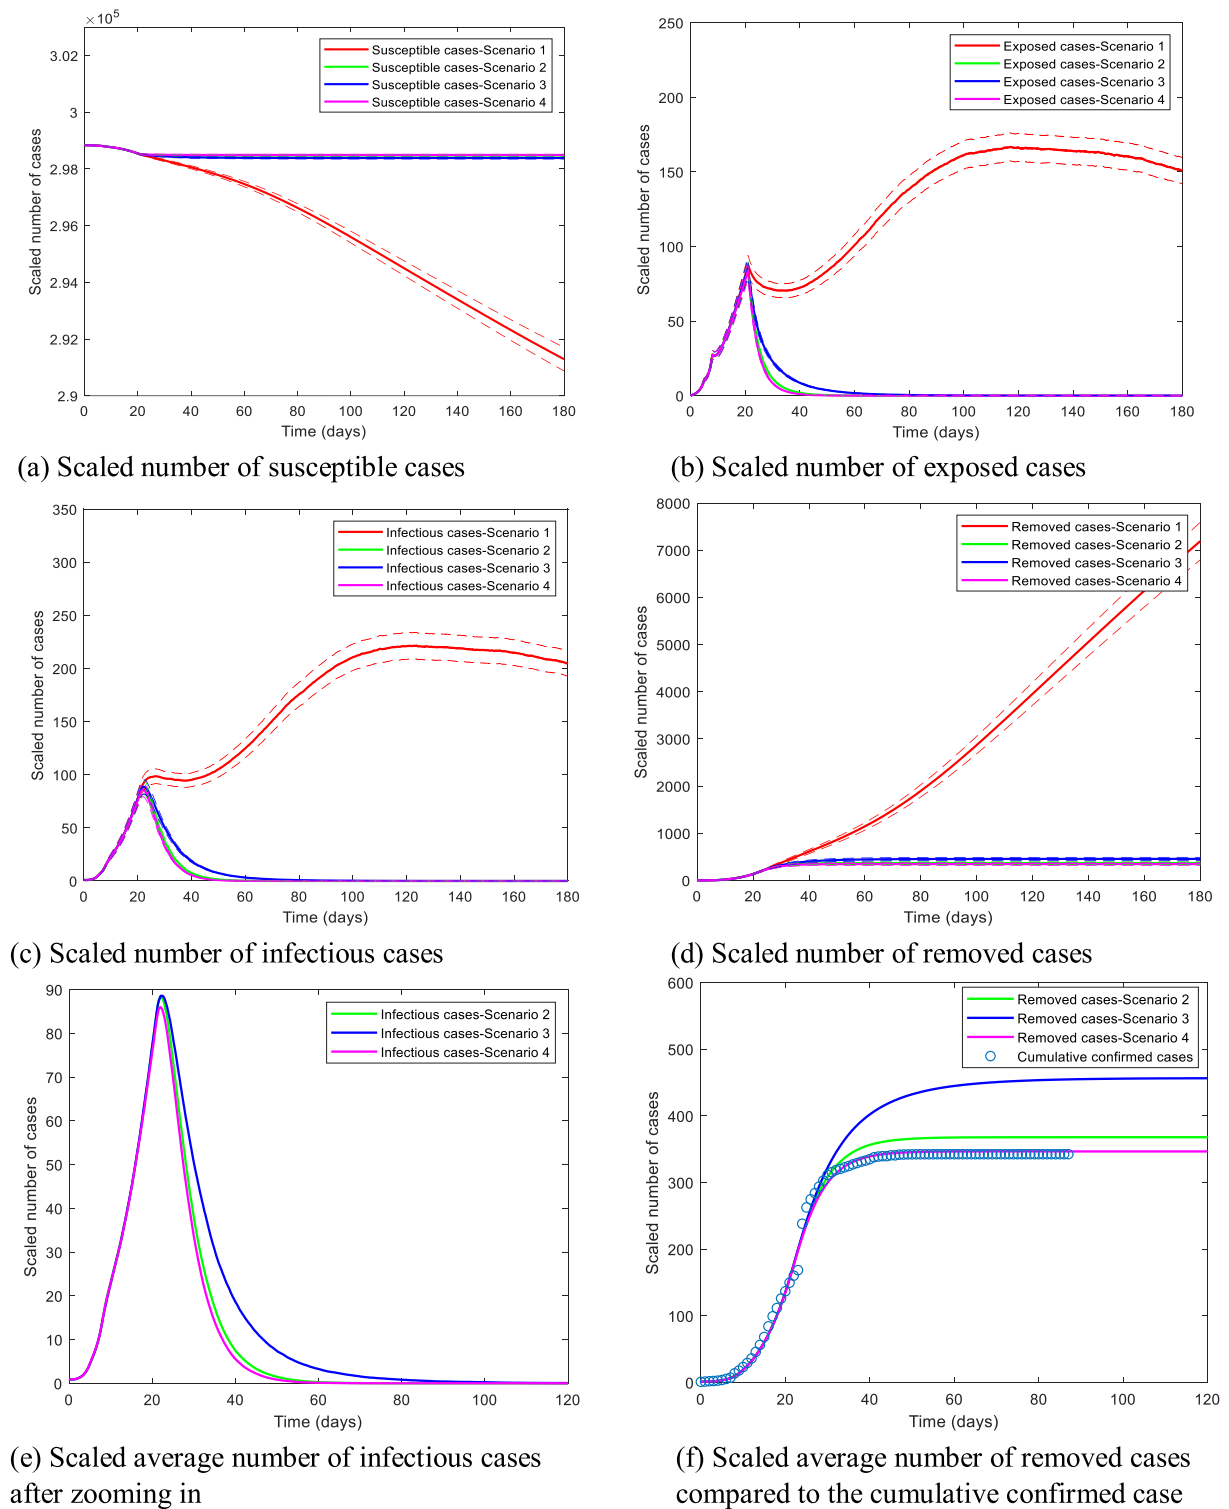 ×10⁵
3.02
3
2.98
2.96
2.94
2.92
2.9
Scaled number of cases
Susceptible cases-Scenario 1
Susceptible cases-Scenario 2
Susceptible cases-Scenario 3
Susceptible cases-Scenario 4
0 20 40 60 80 100 120 140 160 180
Time (days)
(a) Scaled number of susceptible cases
250
200
150
100
50
0
Scaled number of cases
Exposed cases-Scenario 1
Exposed cases-Scenario 2
Exposed cases-Scenario 3
Exposed cases-Scenario 4
0 20 40 60 80 100 120 140 160 180
Time (days)
(b) Scaled number of exposed cases
350
300
250
200
150
100
50
0
Scaled number of cases
Infectious cases-Scenario 1
Infectious cases-Scenario 2
Infectious cases-Scenario 3
Infectious cases-Scenario 4
0 20 40 60 80 100 120 140 160 180
Time (days)
(c) Scaled number of infectious cases
8000
7000
6000
5000
4000
3000
2000
1000
0
Scaled number of cases
Removed cases-Scenario 1
Removed cases-Scenario 2
Removed cases-Scenario 3
Removed cases-Scenario 4
0 20 40 60 80 100 120 140 160 180
Time (days)
(d) Scaled number of removed cases
90
80
70
60
50
40
30
20
10
0
Scaled number of cases
Infectious cases-Scenario 2
Infectious cases-Scenario 3
Infectious cases-Scenario 4
0 20 40 60 80 100 120
Time (days)
(e) Scaled average number of infectious cases
after zooming in
600
500
400
300
200
100
0
Scaled number of cases
Removed cases-Scenario 2
Removed cases-Scenario 3
Removed cases-Scenario 4
Cumulative confirmed cases
0 20 40 60 80 100 120
Time (days)
(f) Scaled average number of removed cases
compared to the cumulative confirmed case